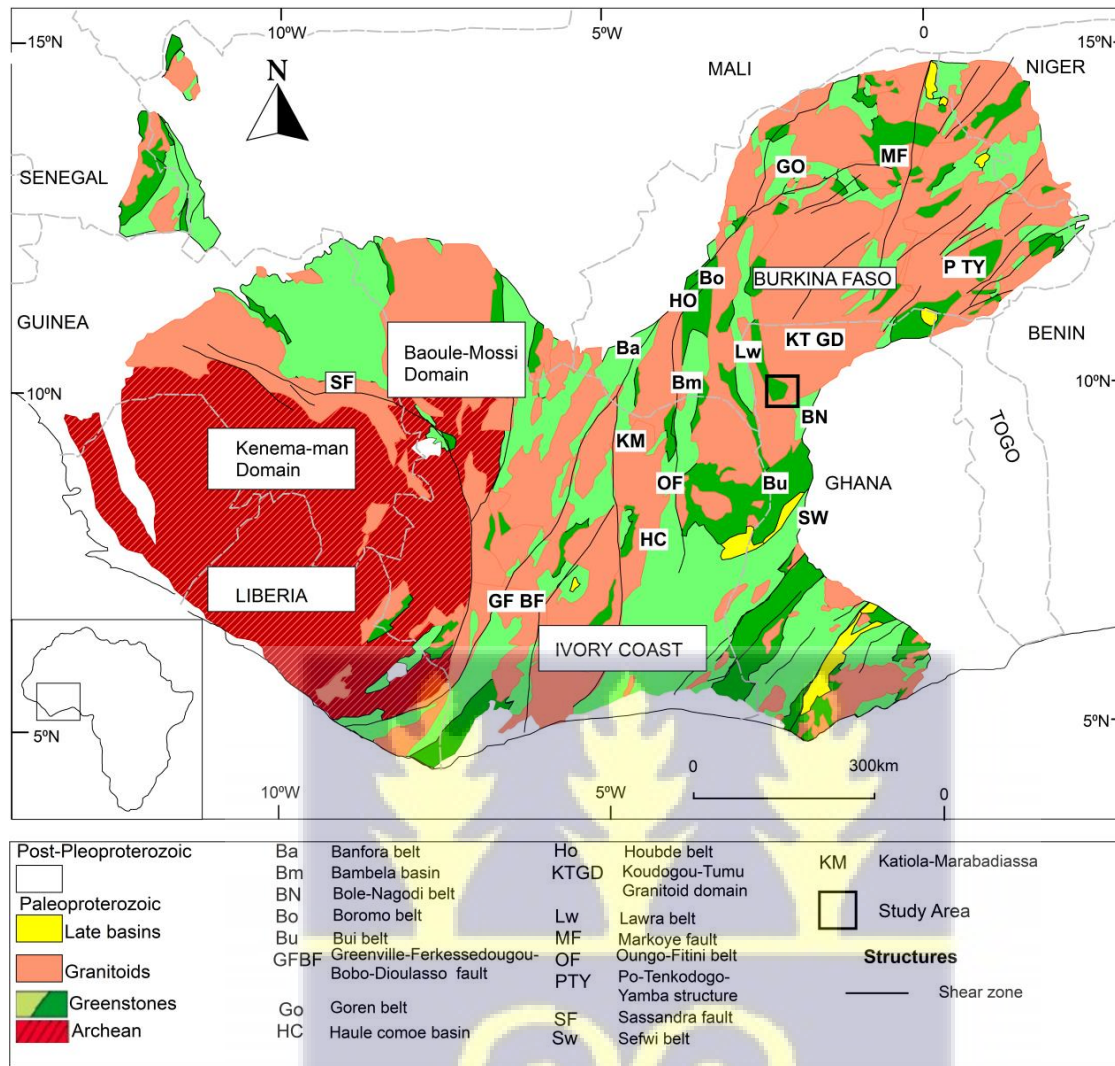 10ºW
5ºW
0
15ºN
15ºN
N
MALI
NIGER
SENEGAL
GO
MF
P TY
Bo
BURKINA FASO
HO
GUINEA
BENIN
Ba
Lw
KT GD
Baoule-Mossi
Domain
SF
Bm
10ºN
10ºN
BN
TOGO
Kenema-man
Domain
KM
OF
Bu
GHANA
SW
HC
LIBERIA
GF BF
IVORY COAST
5ºN
5ºN
0
300km
10ºW
5ºW
0
Post-Pleoproterozoic
Paleoproterozoic
Late basins
Granitoids
Greenstones
Archean
Ba Banfora belt
Bm Bambela basin
BN Bole-Nagodi belt
Bo Boromo belt
Bu Bui belt
GFBF Greenville-Ferkessedougou-
Bobo-Dioulasso fault
Go Goren belt
HC Haule comoe basin
Ho Houbde belt
KTGD Koudogou-Tumu
Granitoid domain
Lw Lawra belt
MF Markoye fault
OF Oungo-Fitini belt
PTY Po-Tenkodogo-
Yamba structure
SF Sassandra fault
Sw Sefwi belt
KM Katiola-Marabadiassa
Study Area
Structures
Shear zone